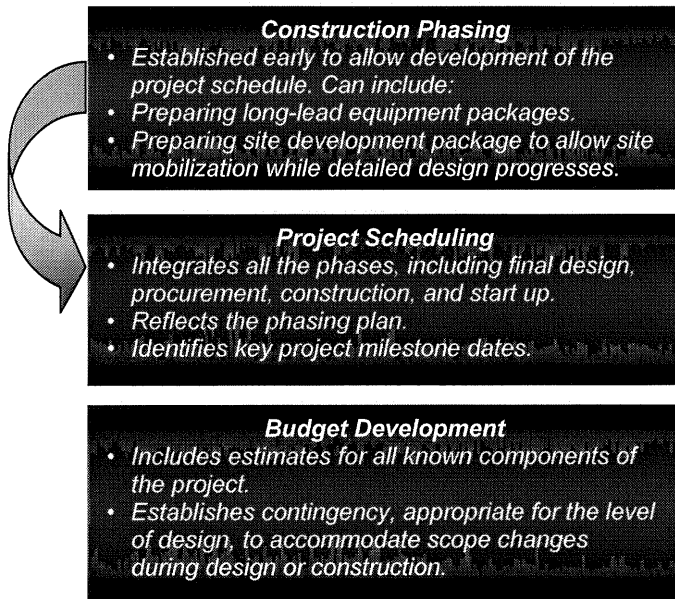 Construction Phasing
• Established early to allow development of the
project schedule. Can include:
• Preparing long-lead equipment packages.
• Preparing site development package to allow site
mobilization while detailed design progresses.
Project Scheduling
• Integrates all the phases, including final design,
procurement, construction, and start up.
• Reflects the phasing plan.
• Identifies key project milestone dates.
Budget Development
• Includes estimates for all known components of
the project.
• Establishes contingency, appropriate for the level
of design, to accommodate scope changes
during design or construction.